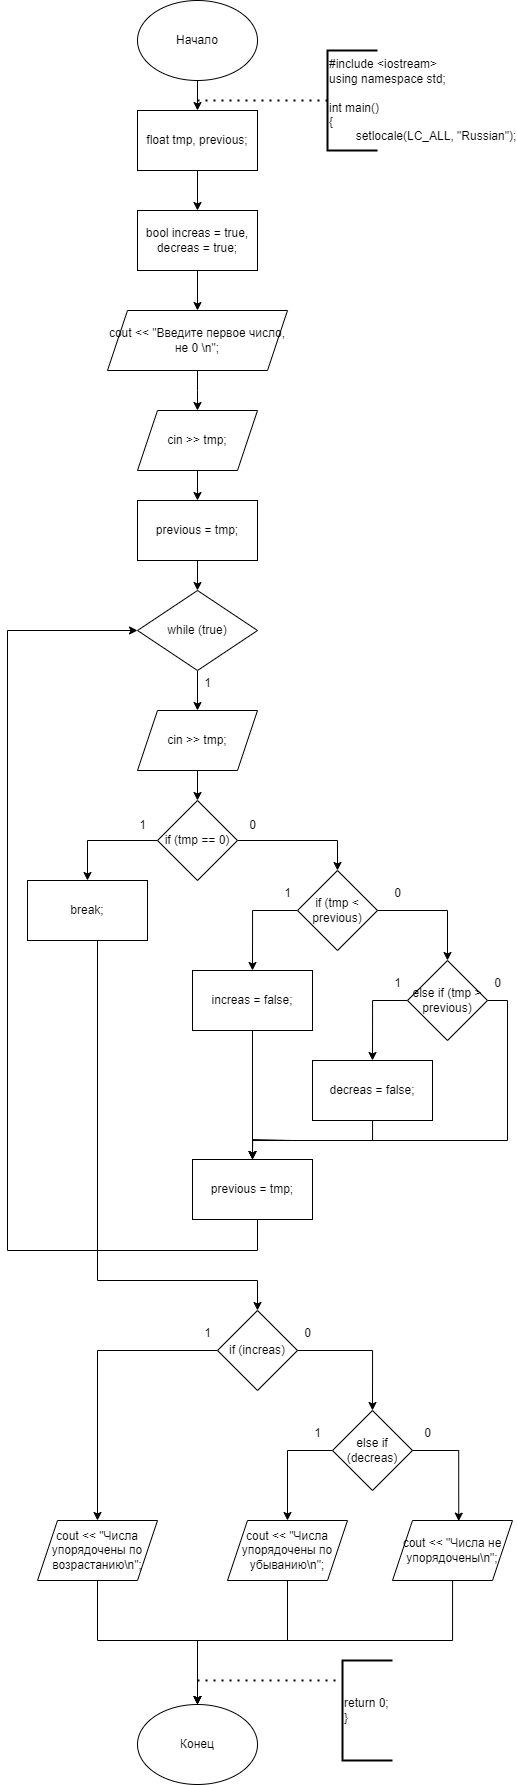 Начало
#include <iostream>
using namespace std;
int main()
{
setlocale(LC_ALL, "Russian");
float tmp, previous;
bool increas = true,
decreas = true;
cout << "Введите первое число,
не 0 \n";
cin >> tmp;
previous = tmp;
while (true)
1
cin >> tmp;
1
if (tmp == 0)
0
break;
1
if (tmp <
previous)
0
increas = false;
1
else if (tmp >
previous)
0
decreas = false;
previous = tmp;
1
if (increas)
0
1
else if
(decreas)
0
cout << "Числа
упорядочены по
возрастанию\n";
cout << "Числа
упорядочены по
убыванию\n";
cout << "Числа не
упорядочены\n";
return 0;
}
Конец